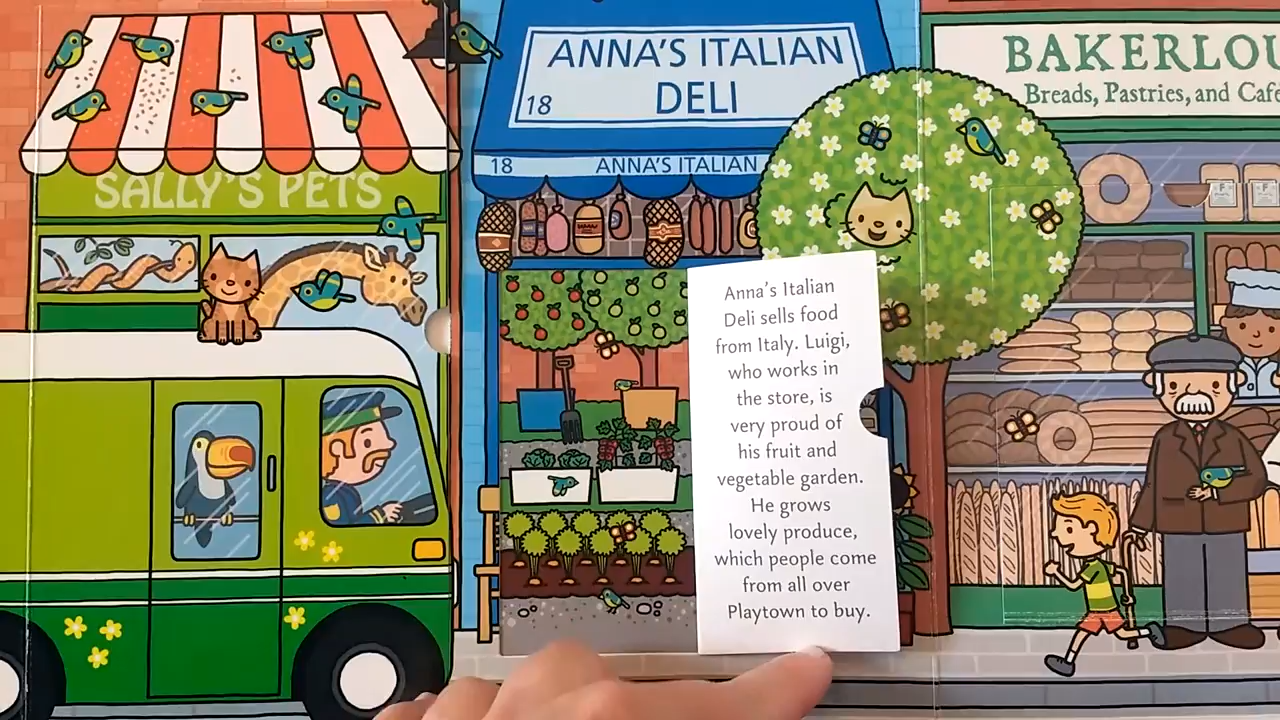 SALLY'S PETS
ANNA'S ITALIAN
DELI
18
18 ANNA'S ITALIAN
BAKERLOU
Breads, Pastries, and Cafe
Anna's Italian
Deli sells food
from Italy. Luigi,
who works in
the store, is
very proud of
his fruit and
vegetable garden.
He grows
lovely produce,
which people come
from all over
Playtown to buy.